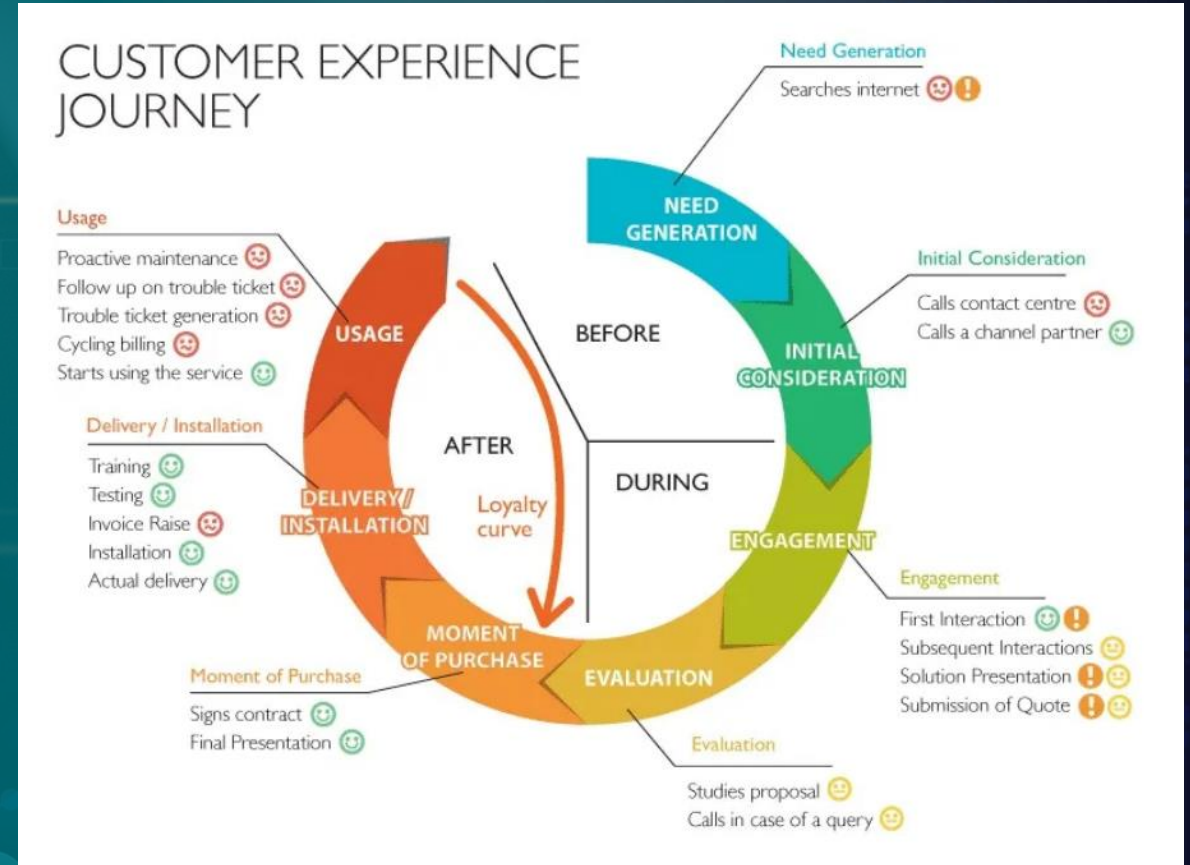 CUSTOMER EXPERIENCE
JOURNEY
Need Generation
Searches internet
NEED
GENERATION
Initial Consideration
Calls contact centre
Calls a channel partner
INITIAL
CONSIDERATION
BEFORE
DURING
AFTER
Loyalty
curve
ENGAGEMENT
Engagement
First Interaction
Subsequent Interactions
Solution Presentation
Submission of Quote
EVALUATION
Evaluation
Studies proposal
Calls in case of a query
MOMENT
OF PURCHASE
Moment of Purchase
Signs contract
Final Presentation
DELIVERY/
INSTALLATION
Delivery / Installation
Training
Testing
Invoice Raise
Installation
Actual delivery
USAGE
Usage
Proactive maintenance
Follow up on trouble ticket
Trouble ticket generation
Cycling billing
Starts using the service